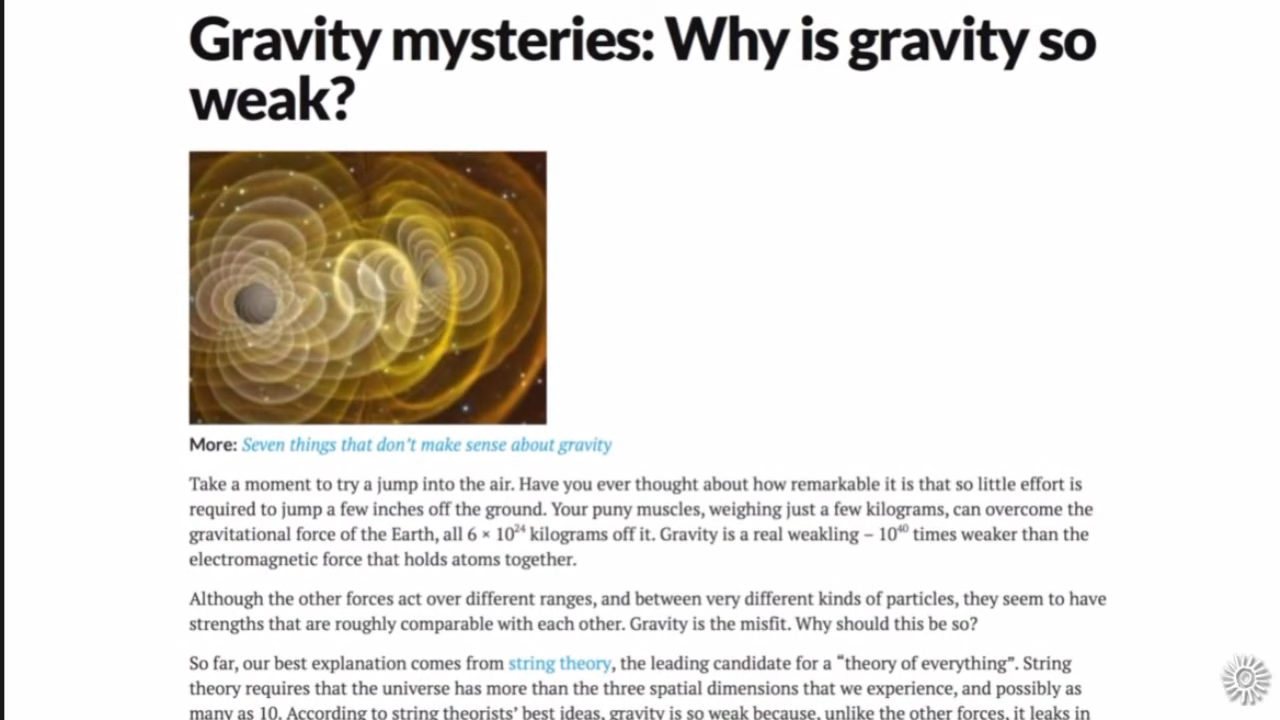 Gravity mysteries: Why is gravity so
weak?
More: Seven things that don't make sense about gravity
Take a moment to try a jump into the air. Have you ever thought about how remarkable it is that so little effort is
required to jump a few inches off the ground. Your puny muscles, weighing just a few kilograms, can overcome the
gravitational force of the Earth, all 6 × 10²⁴ kilograms off it. Gravity is a real weakling – 10⁴⁰ times weaker than the
electromagnetic force that holds atoms together.
Although the other forces act over different ranges, and between very different kinds of particles, they seem to have
strengths that are roughly comparable with each other. Gravity is the misfit. Why should this be so?
So far, our best explanation comes from string theory, the leading candidate for a “theory of everything”. String
theory requires that the universe has more than the three spatial dimensions that we experience, and possibly as
many as 10. According to string theorists’ best ideas, gravity is so weak because, unlike the other forces, it leaks in